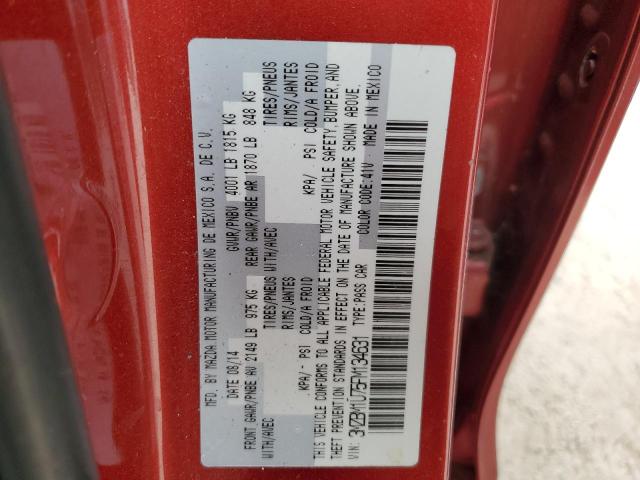 MFD. BY MAZDA MOTOR MANUFACTURING DE MEXICO S.A. DE C.V.
DATE 08/14 GVWR/PNBV 4001 LB 1815 KG
FRONT GAWR/PNBE AV 2149 LB 975 KG REAR GAWR/PNBE AR 1870 LB 848 KG
WITH/AVEC TIRES/PNEUS WITH/AVEC TIRES/PNEUS
RIMS/JANTES RIMS/JANTES
KPA/- PSI COLD/A FROID KPA/ PSI COLD/A FROID
THIS VEHICLE CONFORMS TO ALL APPLICABLE FEDERAL MOTOR VEHICLE SAFETY, BUMPER, AND
THEFT PREVENTION STANDARDS IN EFFECT ON THE DATE OF MANUFACTURE SHOWN ABOVE.
VIN: 3MZBM1U75FM134631 TYPE:PASS CAR COLOR CODE:41V MADE IN MEXICO